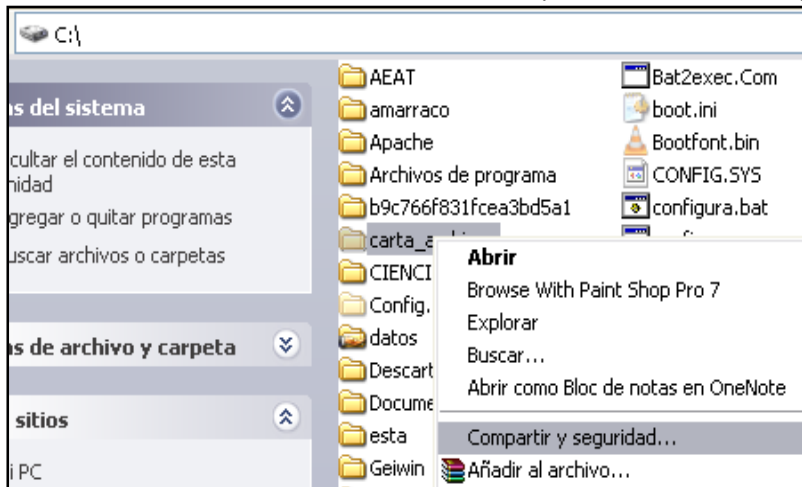 C:\
s del sistema
cultar el contenido de esta
nidad
gregar o quitar programas
uscar archivos o carpetas
s de archivo y carpeta
sitios
i PC
AEAT
amarraco
Apache
Archivos de programa
b9c766f831fcea3bd5a1
carta_a
CIENCI
Config.
datos
Descart
Docume
esta
Geiwin
Bat2exec.Com
boot.ini
Bootfont.bin
CONFIG.SYS
configura.bat
Abrir
Browse With Paint Shop Pro 7
Explorar
Buscar...
Abrir como Bloc de notas en OneNote
Compartir y seguridad...
Añadir al archivo...